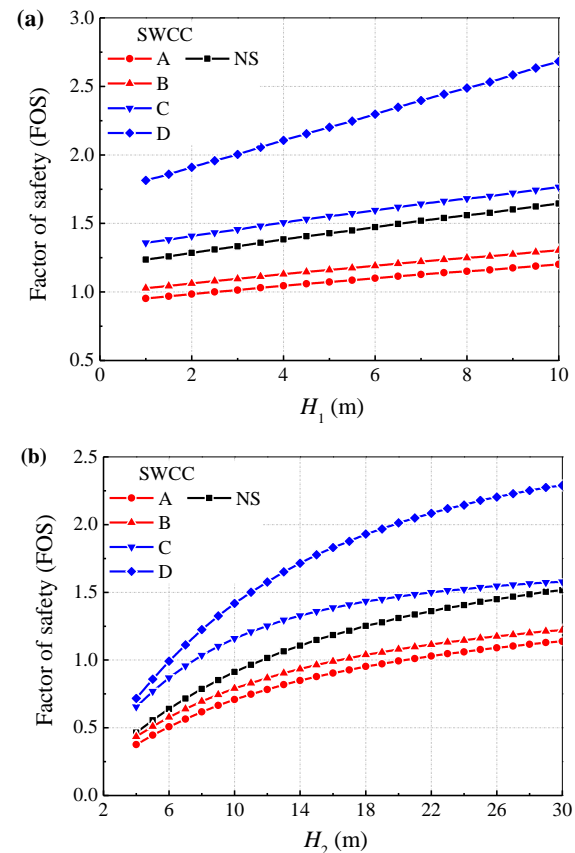 (a)
SWCC
A
NS
B
C
D
Factor of safety (FOS)
3.0
2.5
2.0
1.5
1.0
0.5
0 2 4 6 8 10
H₁ (m)
(b)
SWCC
A
NS
B
C
D
Factor of safety (FOS)
2.5
2.0
1.5
1.0
0.5
0.0
2 6 10 14 18 22 26 30
H₂ (m)